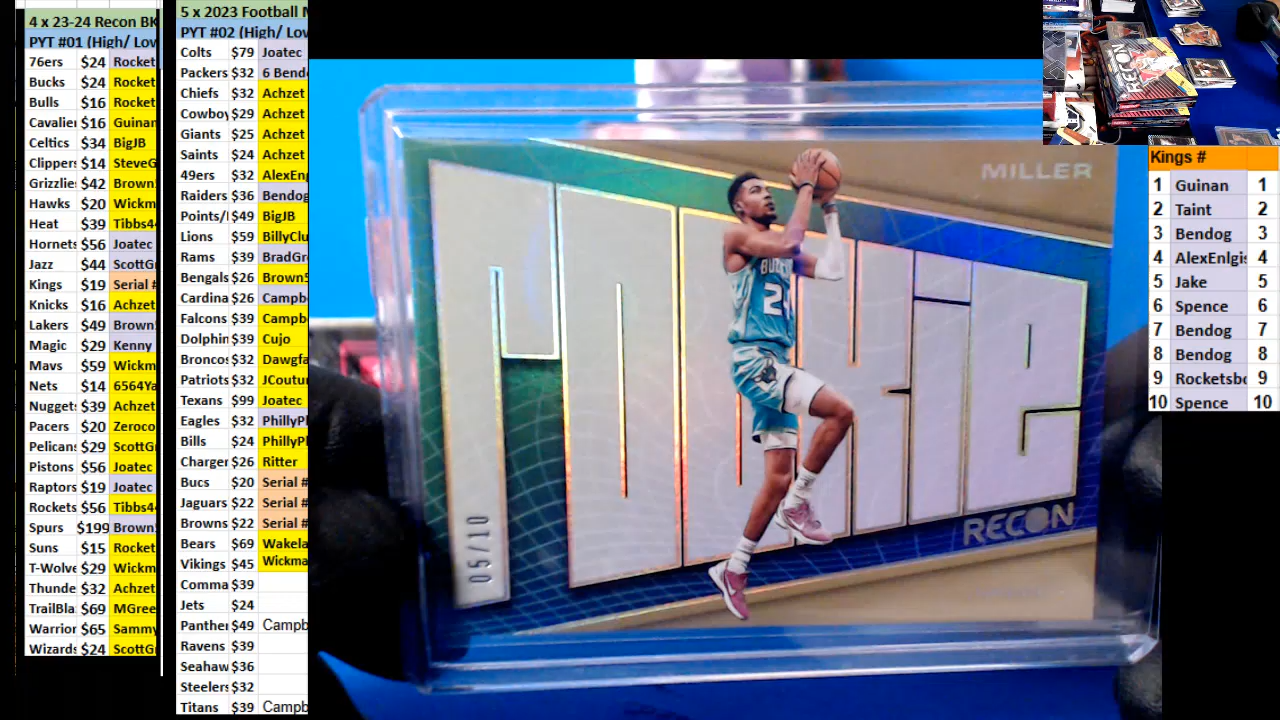 4 x 23-24 Recon BK
PYT #01 (High/ Lov
76ers $24 Rocket
Bucks $24 Rocket
Bulls $16 Rocket
Cavalier $16 Guinan
Celtics $34 BigJB
Clippers $14 SteveG
Grizzlie $42 Brown
Hawks $20 Wickm
Heat $39 Tibbs4
Hornets $56 Joatec
Jazz $44 ScottG
Kings $19 Serial #
Knicks $16 Achzet
Lakers $49 Brown
Magic $29 Kenny
Mavs $59 Wickm
Nets $14 6564Ya
Nuggets $39 Achzet
Pacers $20 Zeroco
Pelicans $29 ScottG
Pistons $56 Joatec
Raptors $19 Joatec
Rockets $56 Tibbs4
Spurs $199 Brown
Suns $15 Rocket
T-Wolve $29 Wickm
Thunde $32 Achzet
TrailBla $69 MGree
Warrior $65 Sammy
Wizards $24 ScottG
5 x 2023 Football N
PYT #02 (High/ Lov
Colts $79 Joatec
Packers $32 6 Bend
Chiefs $32 Achzet
Cowboy $29 Achzet
Giants $25 Achzet
Saints $24 Achzet
49ers $32 AlexEng
Raiders $36 Bendog
Points/I $49 BigJB
Lions $59 BillyClu
Rams $39 BradGr
Bengals $26 Brown
Cardina $26 Campb
Falcons $39 Campb
Dolphin $39 Cujo
Broncos $32 Dawgfa
Patriots $32 JCoutur
Texans $99 Joatec
Eagles $32 PhillyPl
Bills $24 PhillyPl
Charger $26 Ritter
Bucs $20 Serial #
Jaguars $22 Serial #
Browns $22 Serial #
Bears $69 Wakela
Vikings $45 Wickma
Comma $39
Jets $24
Panther $49 Campb
Ravens $39
Seahaw $36
Steelers $32
Titans $39 Campb
MILLER
rookie
05/10
RECON
RECON
Kings #
1 Guinan 1
2 Taint 2
3 Bendog 3
4 AlexEnlgi 4
5 Jake 5
6 Spence 6
7 Bendog 7
8 Bendog 8
9 Rocketsbo 9
10 Spence 10